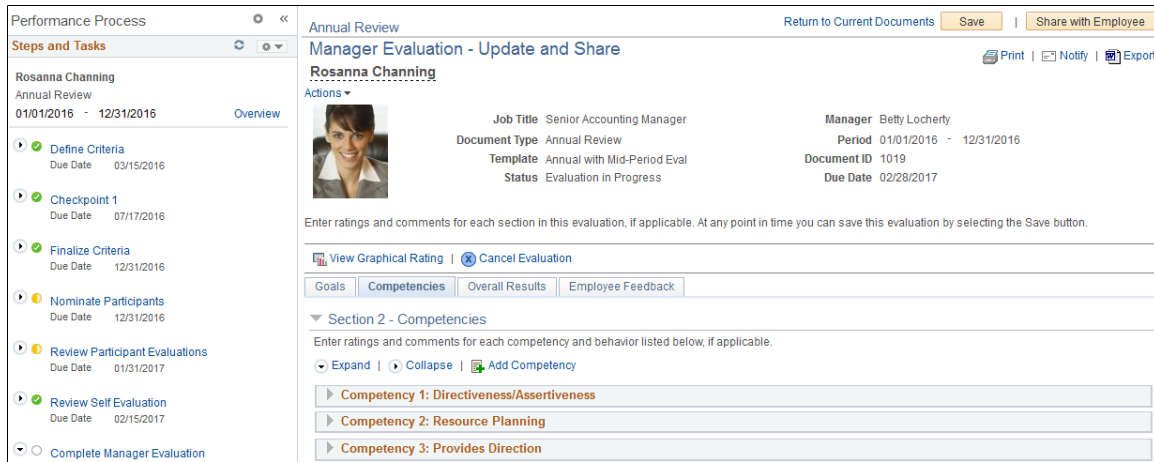 Performance Process
Steps and Tasks
Rosanna Channing
Annual Review
01/01/2016 - 12/31/2016 Overview
Define Criteria
Due Date 03/15/2016
Checkpoint 1
Due Date 07/17/2016
Finalize Criteria
Due Date 12/31/2016
Nominate Participants
Due Date 12/31/2016
Review Participant Evaluations
Due Date 01/31/2017
Review Self Evaluation
Due Date 02/15/2017
Complete Manager Evaluation
Annual Review
Return to Current Documents Save | Share with Employee
Manager Evaluation - Update and Share
Print | Notify | Export
Rosanna Channing
Actions
Job Title Senior Accounting Manager Manager Betty Locherty
Document Type Annual Review Period 01/01/2016 - 12/31/2016
Template Annual with Mid-Period Eval Document ID 1019
Status Evaluation in Progress Due Date 02/28/2017
Enter ratings and comments for each section in this evaluation, if applicable. At any point in time you can save this evaluation by selecting the Save button.
View Graphical Rating | Cancel Evaluation
Goals Competencies Overall Results Employee Feedback
Section 2 - Competencies
Enter ratings and comments for each competency and behavior listed below, if applicable.
Expand | Collapse | Add Competency
Competency 1: Directiveness/Assertiveness
Competency 2: Resource Planning
Competency 3: Provides Direction